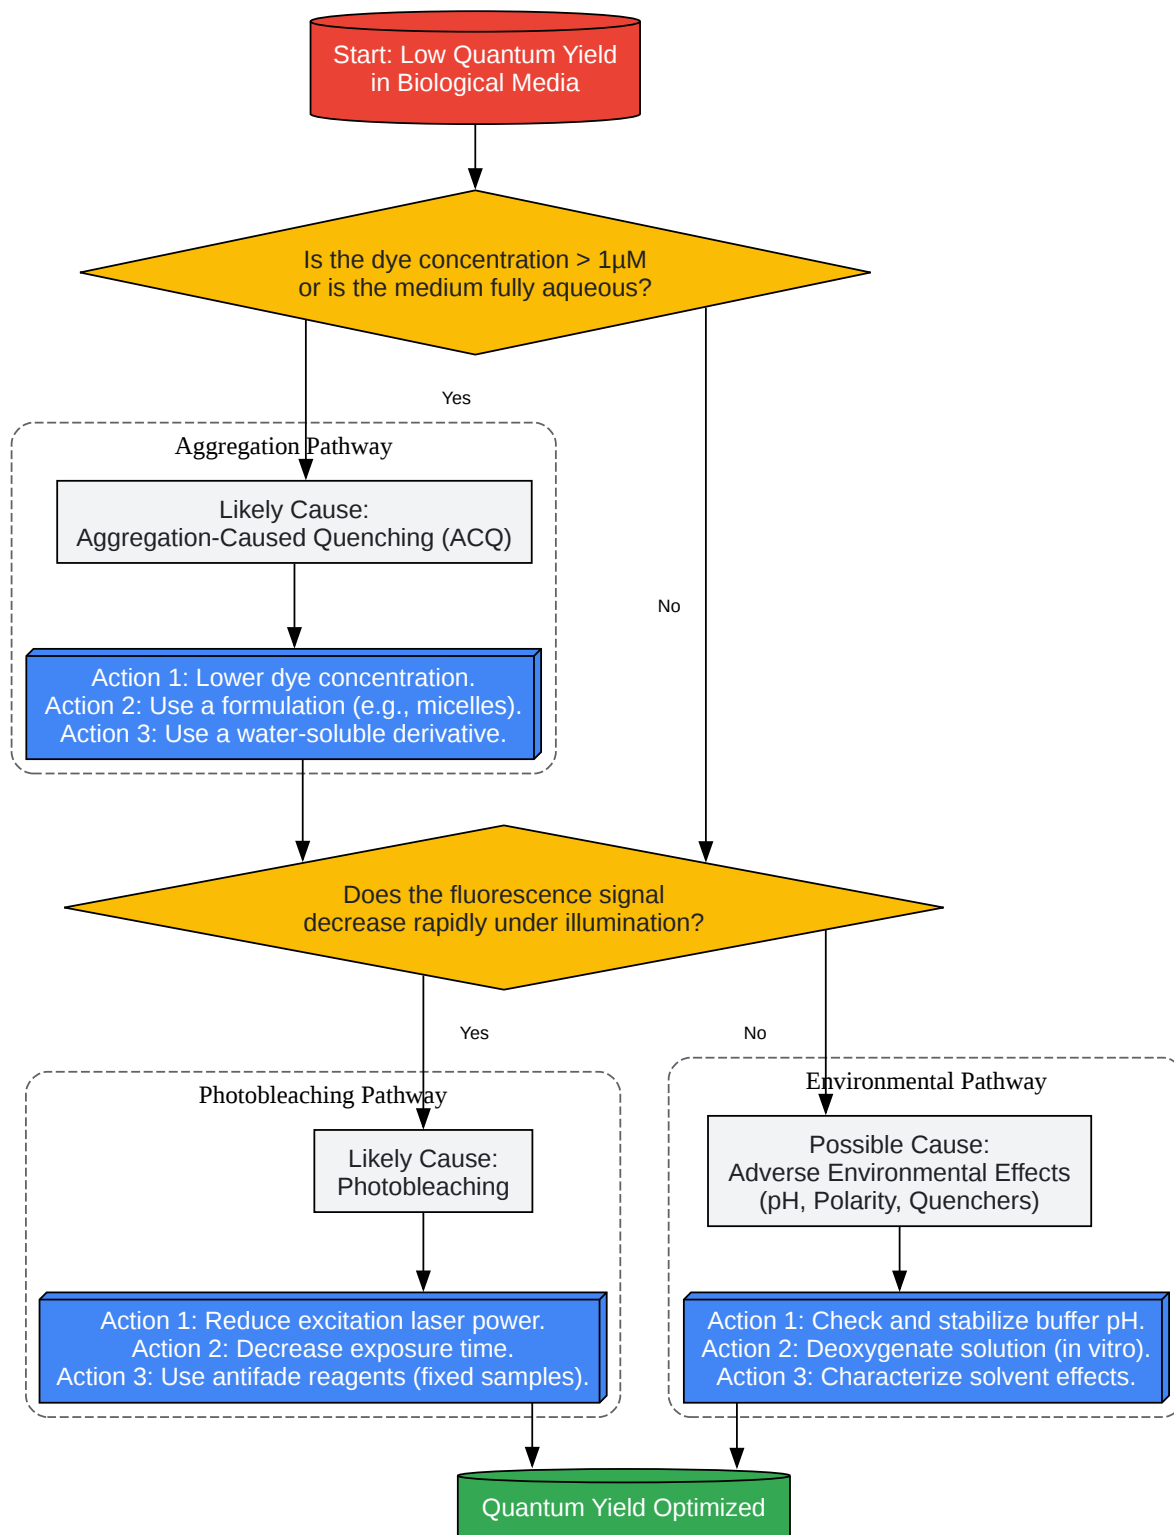 Start: Low Quantum Yield
in Biological Media
Is the dye concentration > 1µM
or is the medium fully aqueous?
Yes
Aggregation Pathway
Likely Cause:
Aggregation-Caused Quenching (ACQ)
No
Action 1: Lower dye concentration.
Action 2: Use a formulation (e.g., micelles).
Action 3: Use a water-soluble derivative.
Does the fluorescence signal
decrease rapidly under illumination?
Yes
No
Photobleaching Pathway
Likely Cause:
Photobleaching
Action 1: Reduce excitation laser power.
Action 2: Decrease exposure time.
Action 3: Use antifade reagents (fixed samples).
Environmental Pathway
Possible Cause:
Adverse Environmental Effects
(pH, Polarity, Quenchers)
Action 1: Check and stabilize buffer pH.
Action 2: Deoxygenate solution (in vitro).
Action 3: Characterize solvent effects.
Quantum Yield Optimized